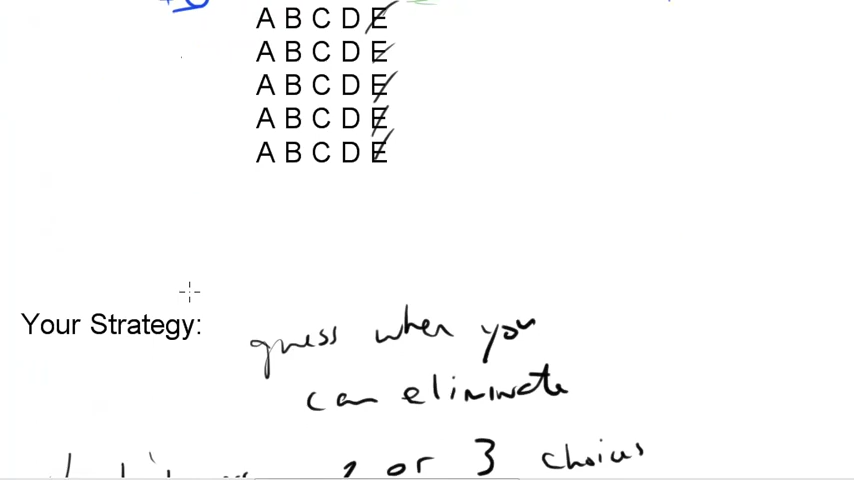 A B C D E
A B C D E
A B C D E
A B C D E
A B C D E
Your Strategy: guess when you
can eliminate
or 3 choices